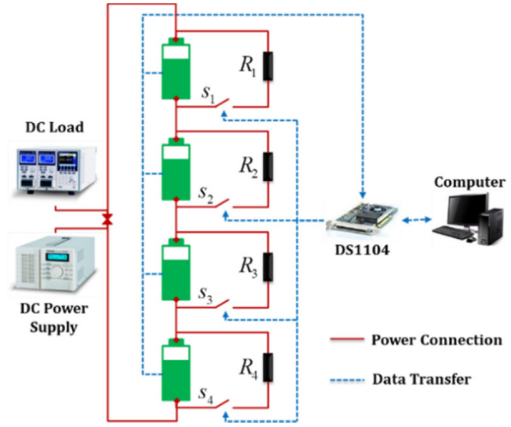 R1
S1
DC Load
R2
S2
Computer
DS1104
R3
S3
DC Power
Supply
R4
S4
Power Connection
Data Transfer